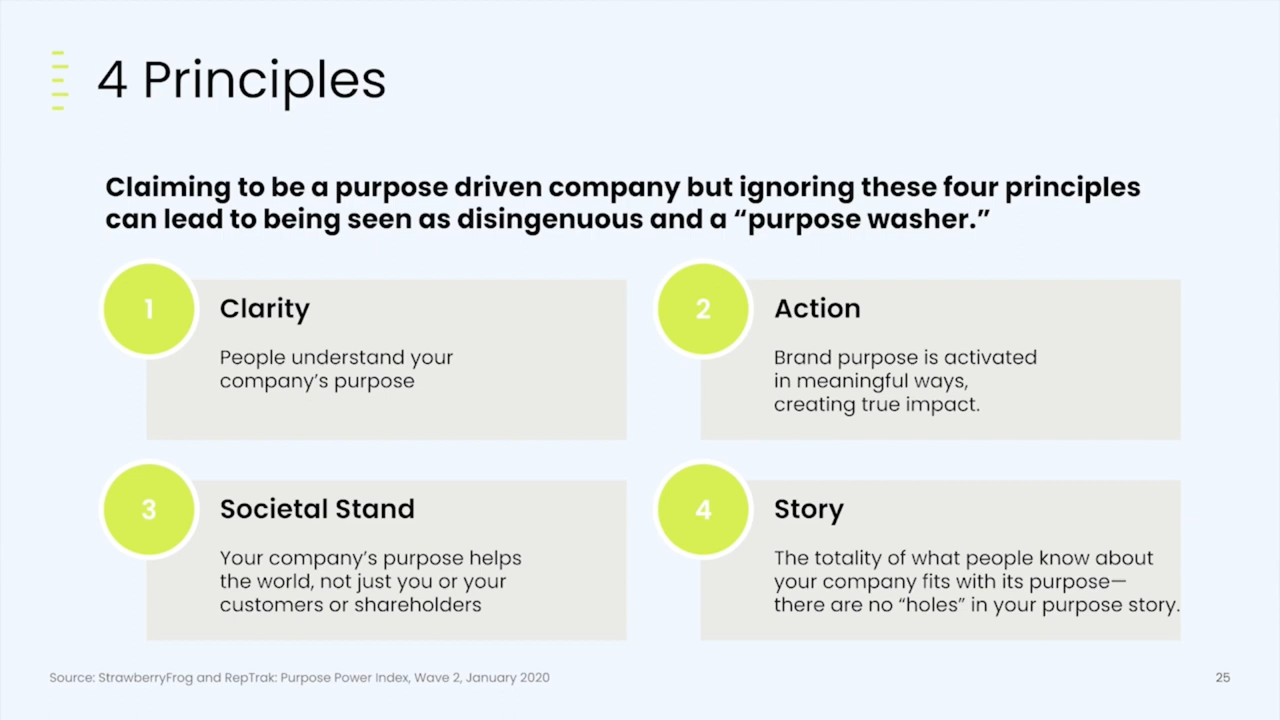 4 Principles
Claiming to be a purpose driven company but ignoring these four principles
can lead to being seen as disingenuous and a “purpose washer.”
1
Clarity
People understand your
company’s purpose
2
Action
Brand purpose is activated
in meaningful ways,
creating true impact.
3
Societal Stand
Your company’s purpose helps
the world, not just you or your
customers or shareholders
4
Story
The totality of what people know about
your company fits with its purpose—
there are no “holes” in your purpose story.
Source: StrawberryFrog and RepTrak: Purpose Power Index, Wave 2, January 2020
25